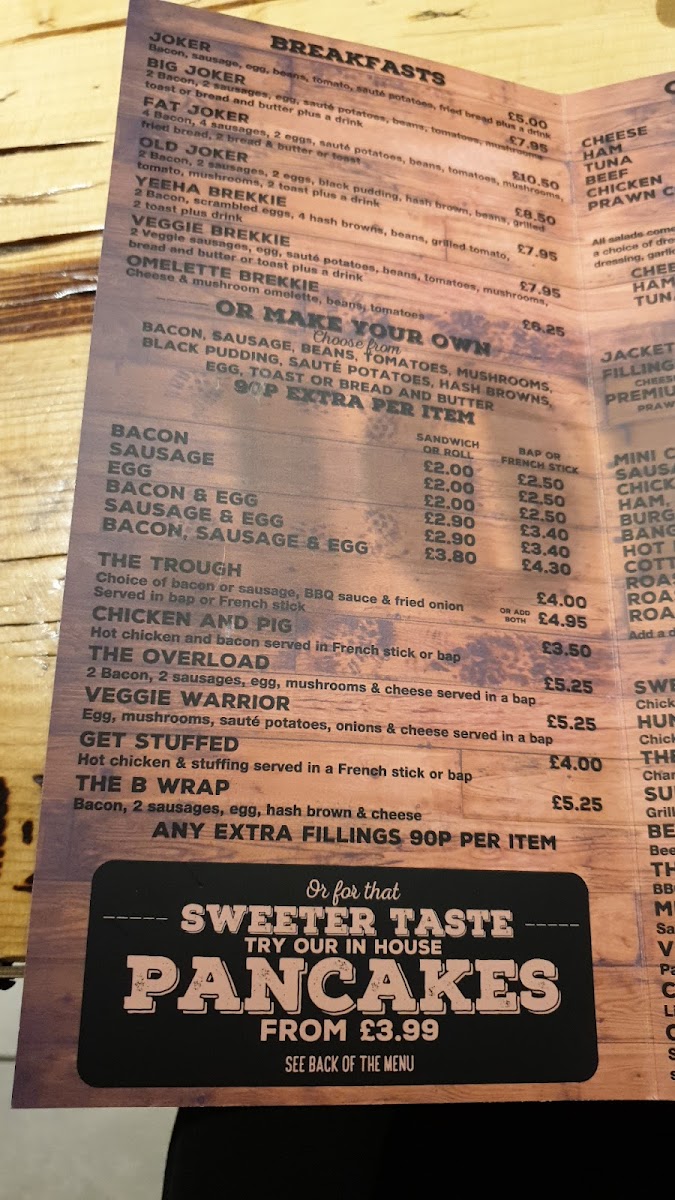 BREAKFASTS
JOKER £5.00
Bacon, sausage, egg, beans, tomato, sauté potatoes, fried bread plus a drink
BIG JOKER £7.95
2 Bacon, 2 sausages, egg, sauté potatoes, beans, tomatoes, mushrooms
toast or bread and butter plus a drink
FAT JOKER £10.50
4 Bacon, 4 sausages, 2 eggs, sauté potatoes, beans, tomatoes, mushrooms,
fried bread, 2 bread & butter or toast
OLD JOKER £8.50
2 Bacon, 2 sausages, 2 eggs, black pudding, hash brown, beans, grilled
tomato, mushrooms, 2 toast plus a drink
YEEHA BREKKIE £7.95
2 Bacon, scrambled eggs, 4 hash browns, beans, grilled tomato,
2 toast plus drink
VEGGIE BREKKIE £7.95
2 Veggie sausages, egg, sauté potatoes, beans, tomatoes, mushrooms,
bread and butter or toast plus a drink
OMELETTE BREKKIE £6.25
Cheese & mushroom omelette, beans, tomatoes
OR MAKE YOUR OWN
Choose from
BACON, SAUSAGE, BEANS, TOMATOES, MUSHROOMS,
BLACK PUDDING, SAUTÉ POTATOES, HASH BROWNS,
EGG, TOAST OR BREAD AND BUTTER
90P EXTRA PER ITEM
SANDWICH OR ROLL BAP OR FRENCH STICK
BACON £2.00 £2.50
SAUSAGE £2.00 £2.50
EGG £2.00 £2.50
BACON & EGG £2.90 £3.40
SAUSAGE & EGG £2.90 £3.40
BACON, SAUSAGE & EGG £3.80 £4.30
THE TROUGH £4.00
Choice of bacon or sausage, BBQ sauce & fried onion
Served in bap or French stick OR ADD BOTH £4.95
CHICKEN AND PIG £3.50
Hot chicken and bacon served in French stick or bap
THE OVERLOAD £5.25
2 Bacon, 2 sausages, egg, mushrooms & cheese served in a bap
VEGGIE WARRIOR £5.25
Egg, mushrooms, sauté potatoes, onions & cheese served in a bap
GET STUFFED £4.00
Hot chicken & stuffing served in a French stick or bap
THE B WRAP £5.25
Bacon, 2 sausages, egg, hash brown & cheese
ANY EXTRA FILLINGS 90P PER ITEM
Or for that
SWEETER TASTE
TRY OUR IN HOUSE
PANCAKES
FROM £3.99
SEE BACK OF THE MENU
CHEESE
HAM
TUNA
BEEF
CHICKEN
PRAWN
All salads
a choice of
dressing,
HAM
JACKET
MINI
HAM,
HOT
Add a